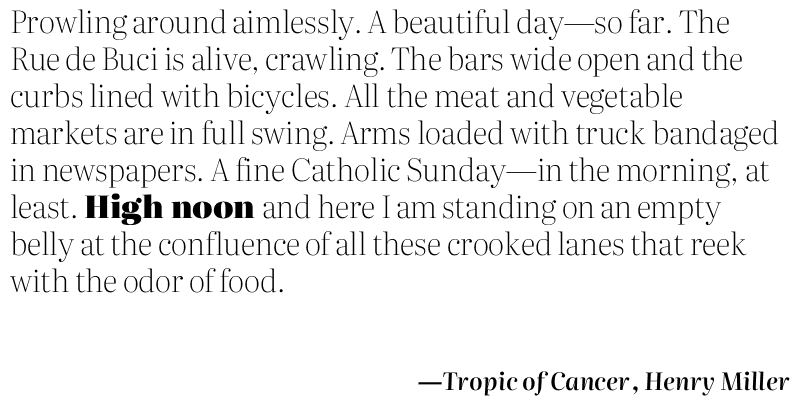 Prowling around aimlessly. A beautiful day—so far. The
Rue de Buci is alive, crawling. The bars wide open and the
curbs lined with bicycles. All the meat and vegetable
markets are in full swing. Arms loaded with truck bandaged
in newspapers. A fine Catholic Sunday—in the morning, at
least. High noon and here I am standing on an empty
belly at the confluence of all these crooked lanes that reek
with the odor of food.
—Tropic of Cancer, Henry Miller